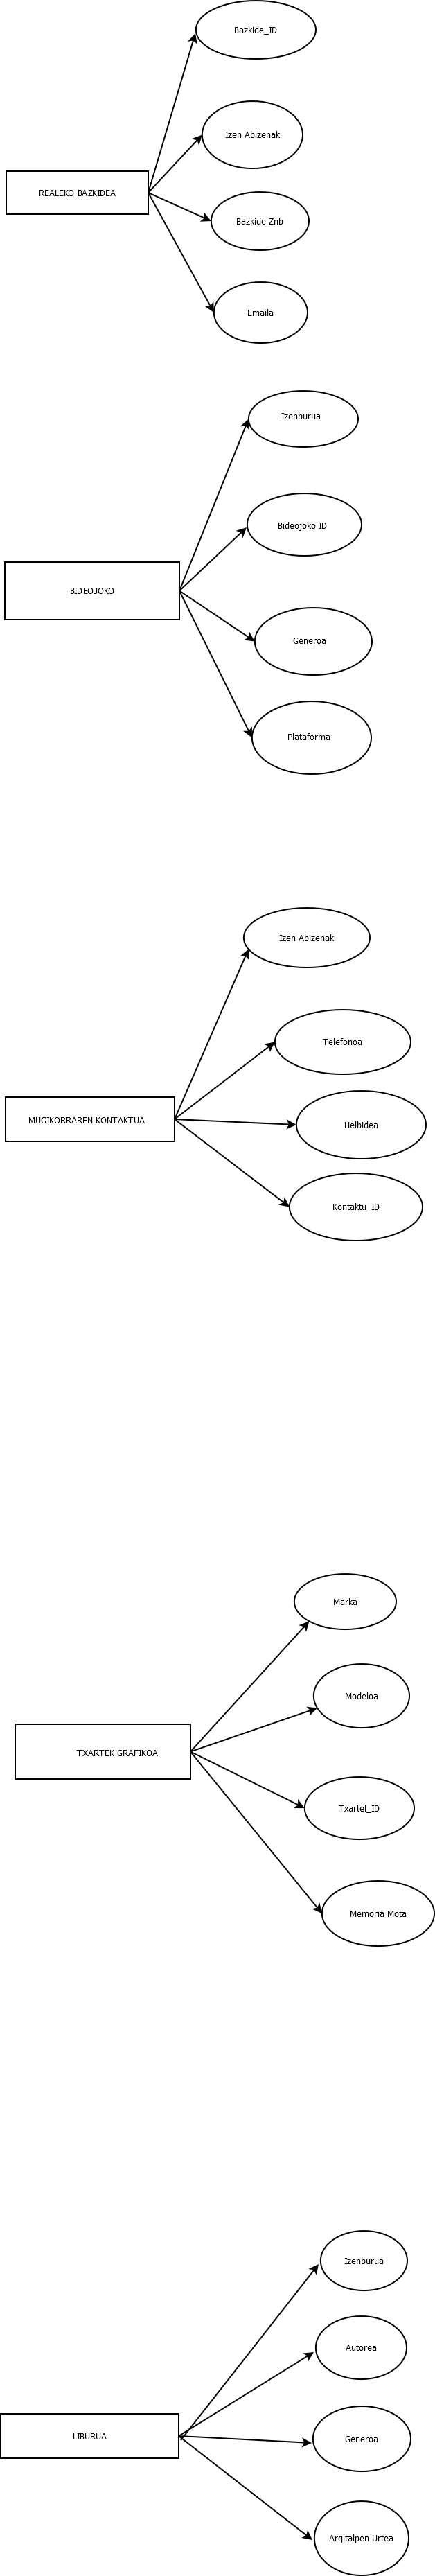 Bazkide_ID
Izen Abizenak
REALEKO BAZKIDEA
Bazkide Znb
Emaila
Izenburua
Bideojoko ID
BIDEJOKO
Generoa
Plataforma
Izen Abizenak
Telefonoa
MUGIKORRAREN KONTAKTUA
Helbidea
Kontaktu_ID
Marka
Modeloa
TXARTEK GRAFIKOA
Txartel_ID
Memoria Mota
Izenburua
Autorea
LIBURUA
Generoa
Argitalpen Urtea